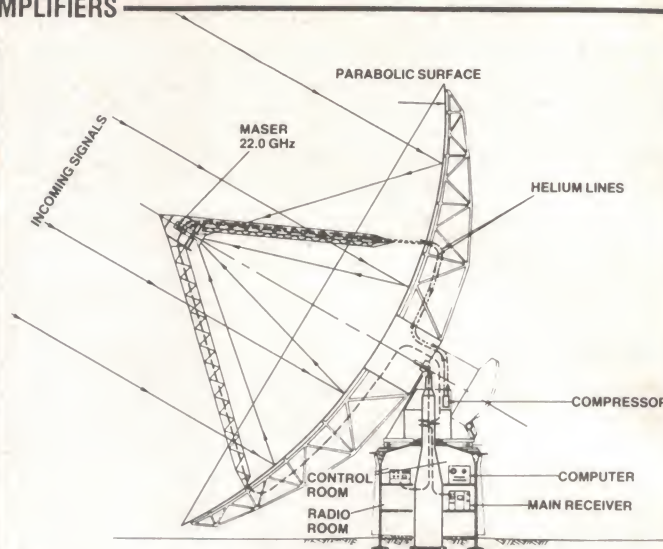 MPLIFIERS
PARABOLIC SURFACE
MASER
22.0 GHz
INCOMING SIGNALS
HELIUM LINES
COMPRESSOR
CONTROL
ROOM
COMPUTER
RADIO
ROOM
MAIN RECEIVER